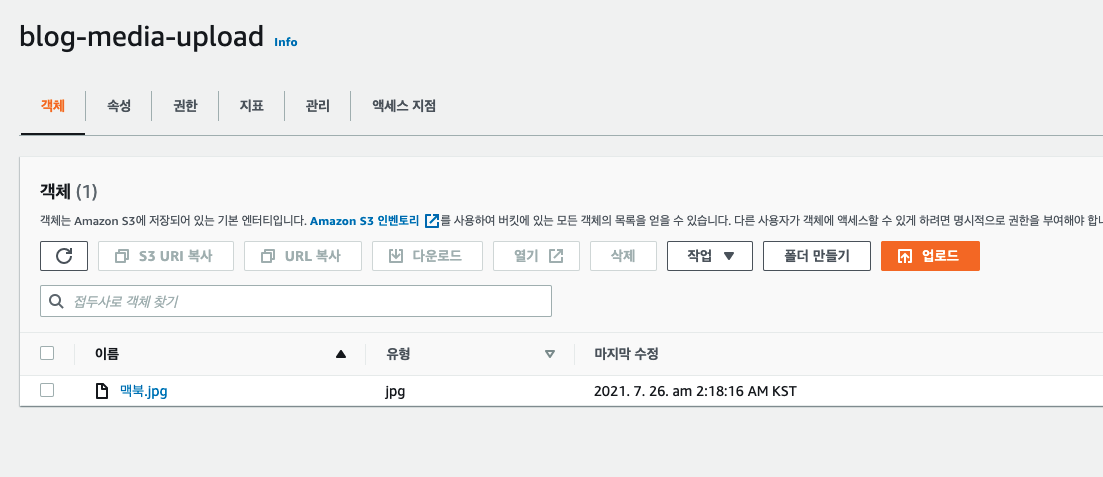 blog-media-upload Info
객체 속성 권한 지표 관리 액세스 지점
객체 (1)
객체는 Amazon S3에 저장되어 있는 기본 엔터티입니다. Amazon S3 인벤토리 를 사용하여 버킷에 있는 모든 객체의 목록을 얻을 수 있습니다. 다른 사용자가 객체에 액세스할 수 있게 하려면 명시적으로 권한을 부여해야
S3 URI 복사 URL 복사 다운로드 열기 삭제 작업 폴더 만들기 업로드
접두사로 객체 찾기
이름 유형 마지막 수정
맥북.jpg jpg 2021. 7. 26. am 2:18:16 AM KST